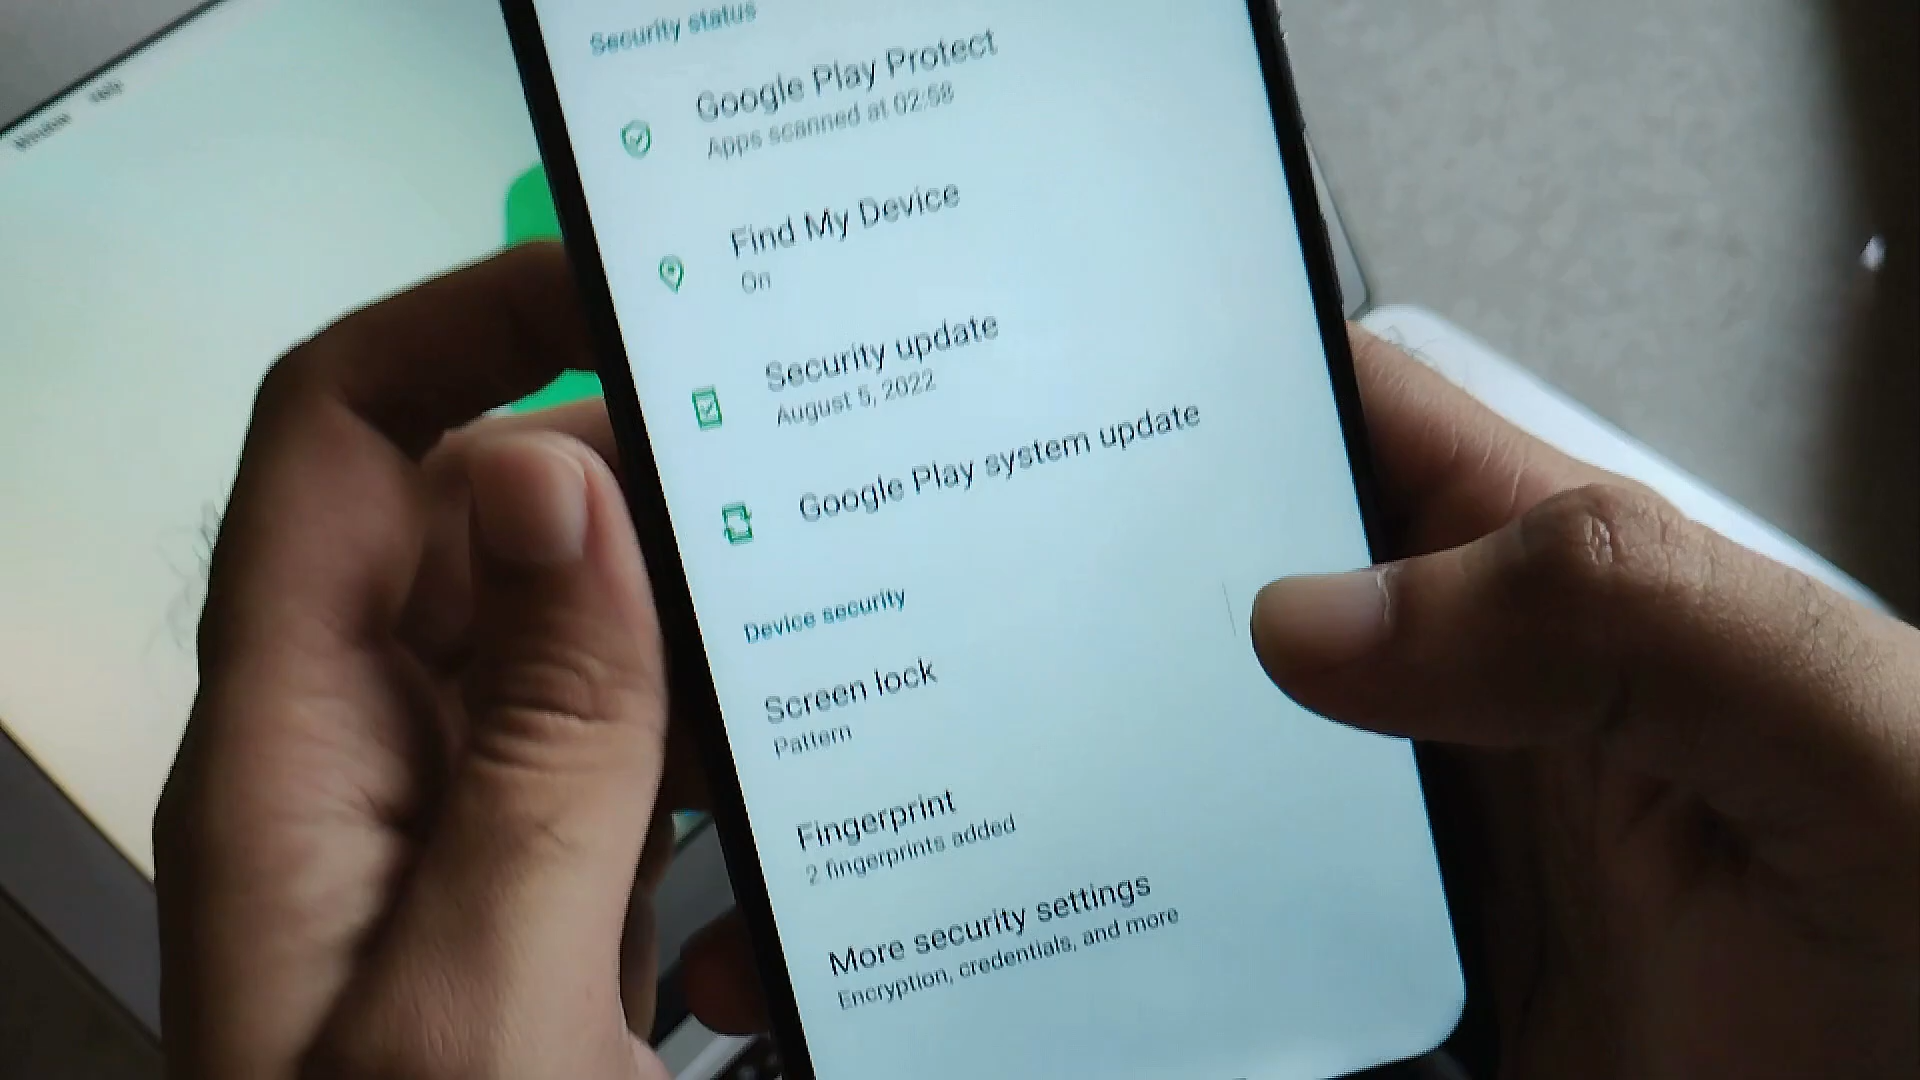 Security status
Google Play Protect
Apps scanned at 02:58
Find My Device
On
Security update
August 5, 2022
Google Play system update
Device security
Screen lock
Pattern
Fingerprint
2 fingerprints added
More security settings
Encryption, credentials, and more